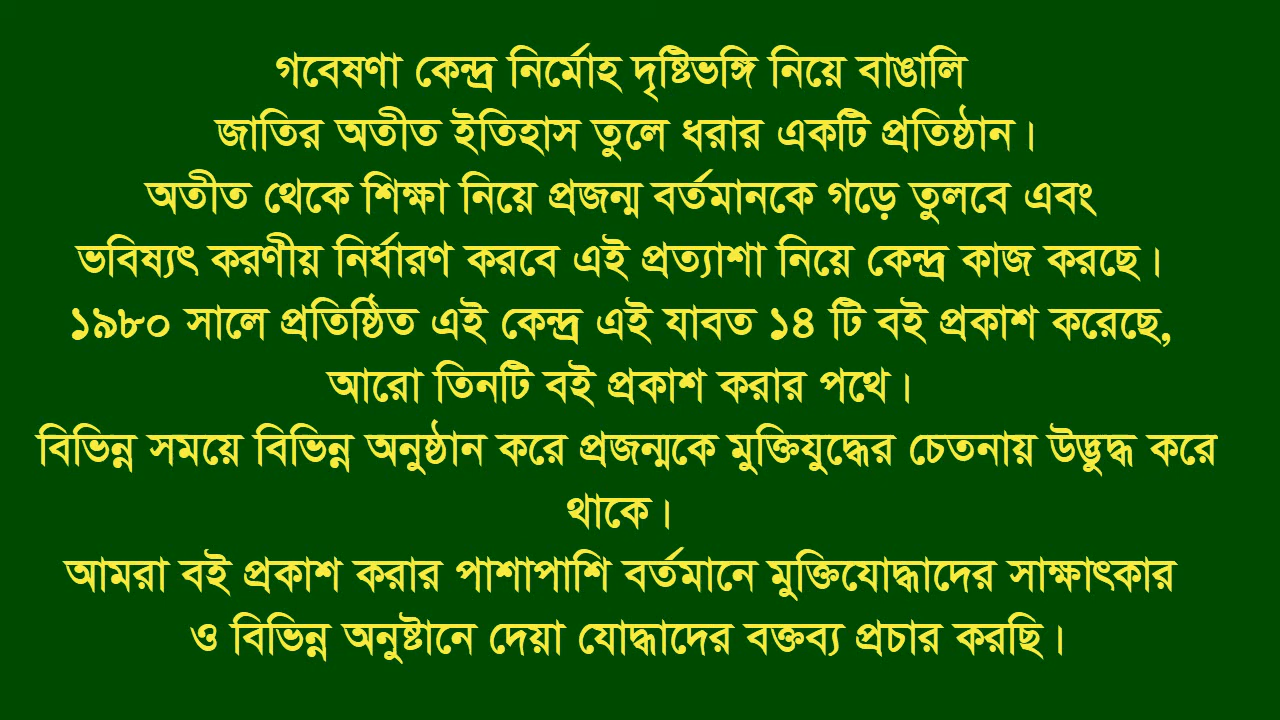 গবেষণা কেন্দ্র নির্মোহ দৃষ্টিভঙ্গি নিয়ে বাঙালি
জাতির অতীত ইতিহাস তুলে ধরার একটি প্রতিষ্ঠান।
অতীত থেকে শিক্ষা নিয়ে প্রজন্ম বর্তমানকে গড়ে তুলবে এবং
ভবিষ্যৎ করণীয় নির্ধারণ করবে এই প্রত্যাশা নিয়ে কেন্দ্র কাজ করছে।
১৯৮০ সালে প্রতিষ্ঠিত এই কেন্দ্র এই যাবত ১৪ টি বই প্রকাশ করেছে,
আরো তিনটি বই প্রকাশ করার পথে।
বিভিন্ন সময়ে বিভিন্ন অনুষ্ঠান করে প্রজন্মকে মুক্তিযুদ্ধের চেতনায় উদ্ভুদ্ধ করে
থাকে।
আমরা বই প্রকাশ করার পাশাপাশি বর্তমানে মুক্তিযোদ্ধাদের সাক্ষাৎকার
ও বিভিন্ন অনুষ্টানে দেয়া যোদ্ধাদের বক্তব্য প্রচার করছি।